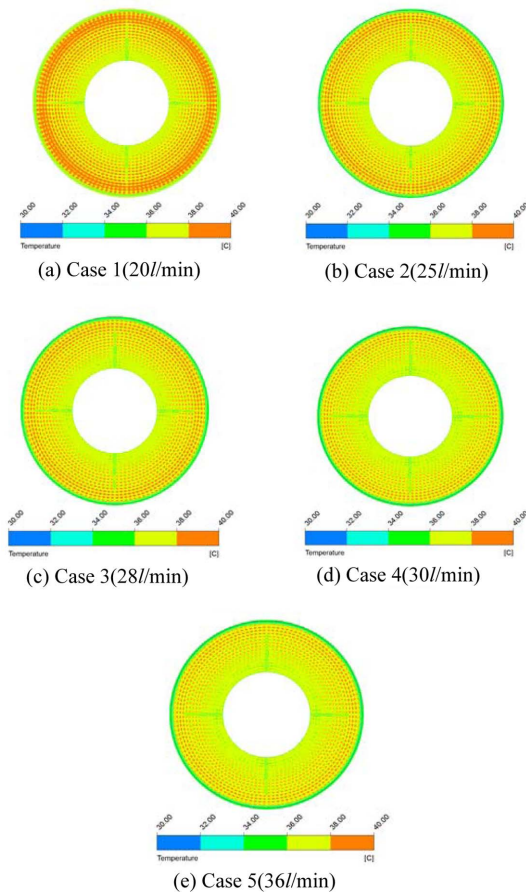 30.00 32.00 34.00 36.00 38.00 40.00
Temperature [C]
(a) Case 1(20l/min)
30.00 32.00 34.00 36.00 38.00 40.00
Temperature [C]
(b) Case 2(25l/min)
30.00 32.00 34.00 36.00 38.00 40.00
Temperature [C]
(c) Case 3(28l/min)
30.00 32.00 34.00 36.00 38.00 40.00
Temperature [C]
(d) Case 4(30l/min)
30.00 32.00 34.00 36.00 38.00 40.00
Temperature [C]
(e) Case 5(36l/min)